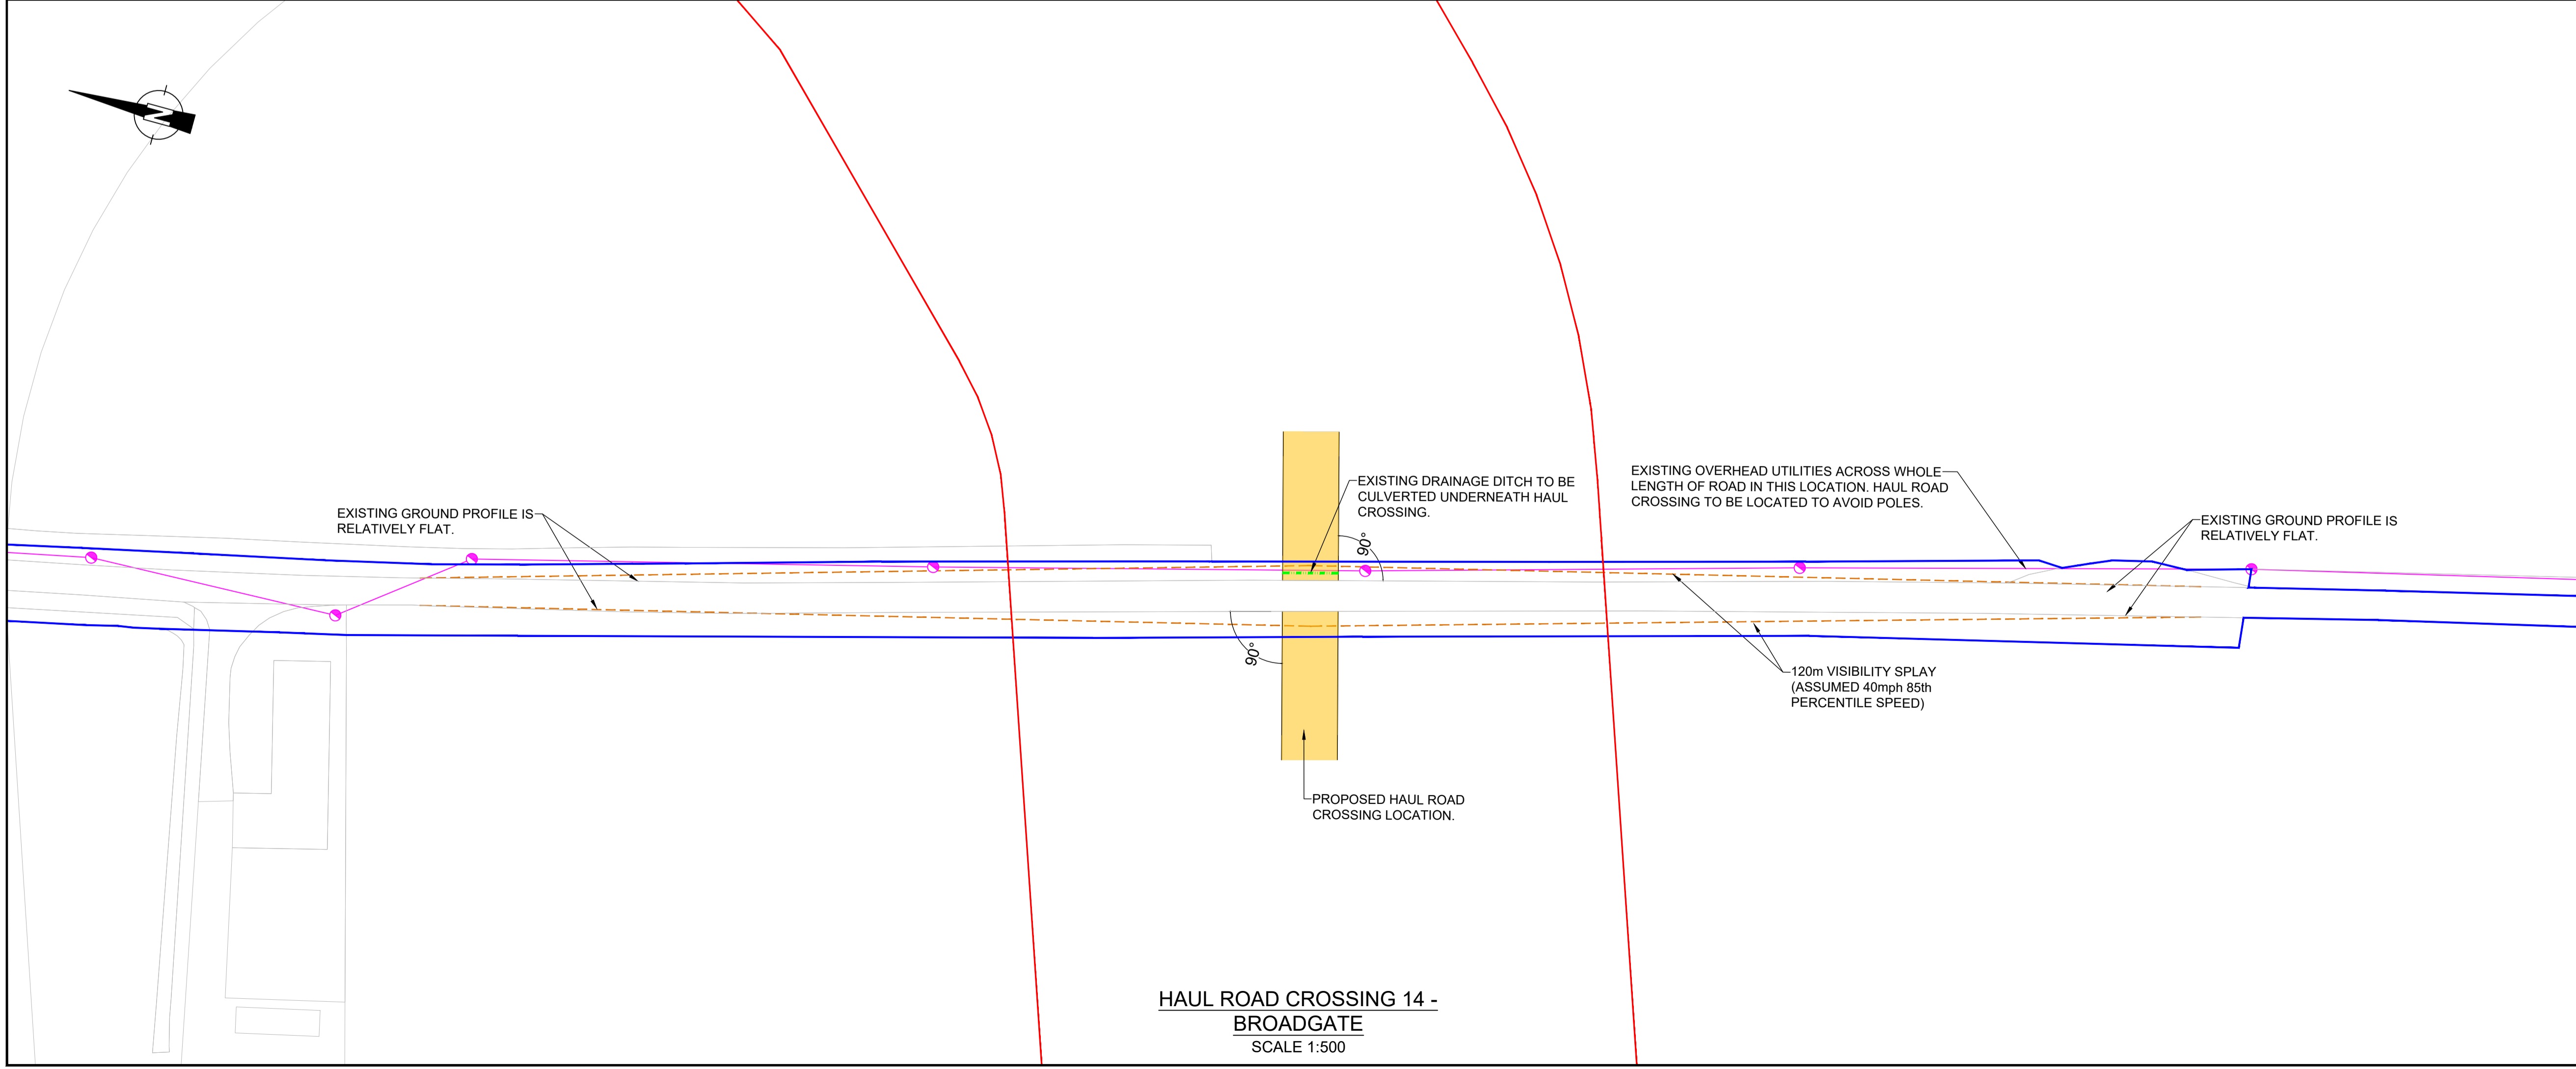 N
EXISTING GROUND PROFILE IS
RELATIVELY FLAT.
EXISTING DRAINAGE DITCH TO BE
CULVERTED UNDERNEATH HAUL
CROSSING.
EXISTING OVERHEAD UTILITIES ACROSS WHOLE
LENGTH OF ROAD IN THIS LOCATION. HAUL ROAD
CROSSING TO BE LOCATED TO AVOID POLES.
EXISTING GROUND PROFILE IS
RELATIVELY FLAT.
90°
90°
120m VISIBILITY SPLAY
(ASSUMED 40mph 85th
PERCENTILE SPEED)
PROPOSED HAUL ROAD
CROSSING LOCATION.
HAUL ROAD CROSSING 14 -
BROADGATE
SCALE 1:500